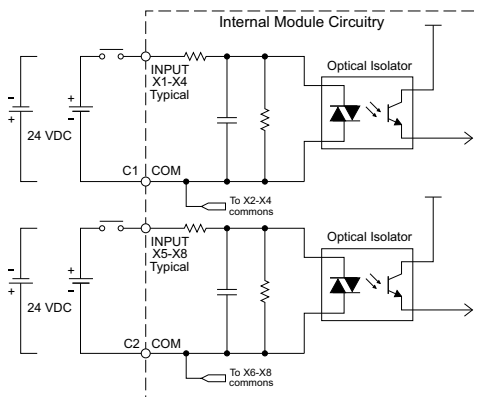 Internal Module Circuitry
INPUT
X1-X4
Typical
Optical Isolator
- +
+ -
24 VDC
C1 COM
To X2-X4
commons
INPUT
X5-X8
Typical
Optical Isolator
- +
+ -
24 VDC
C2 COM
To X6-X8
commons